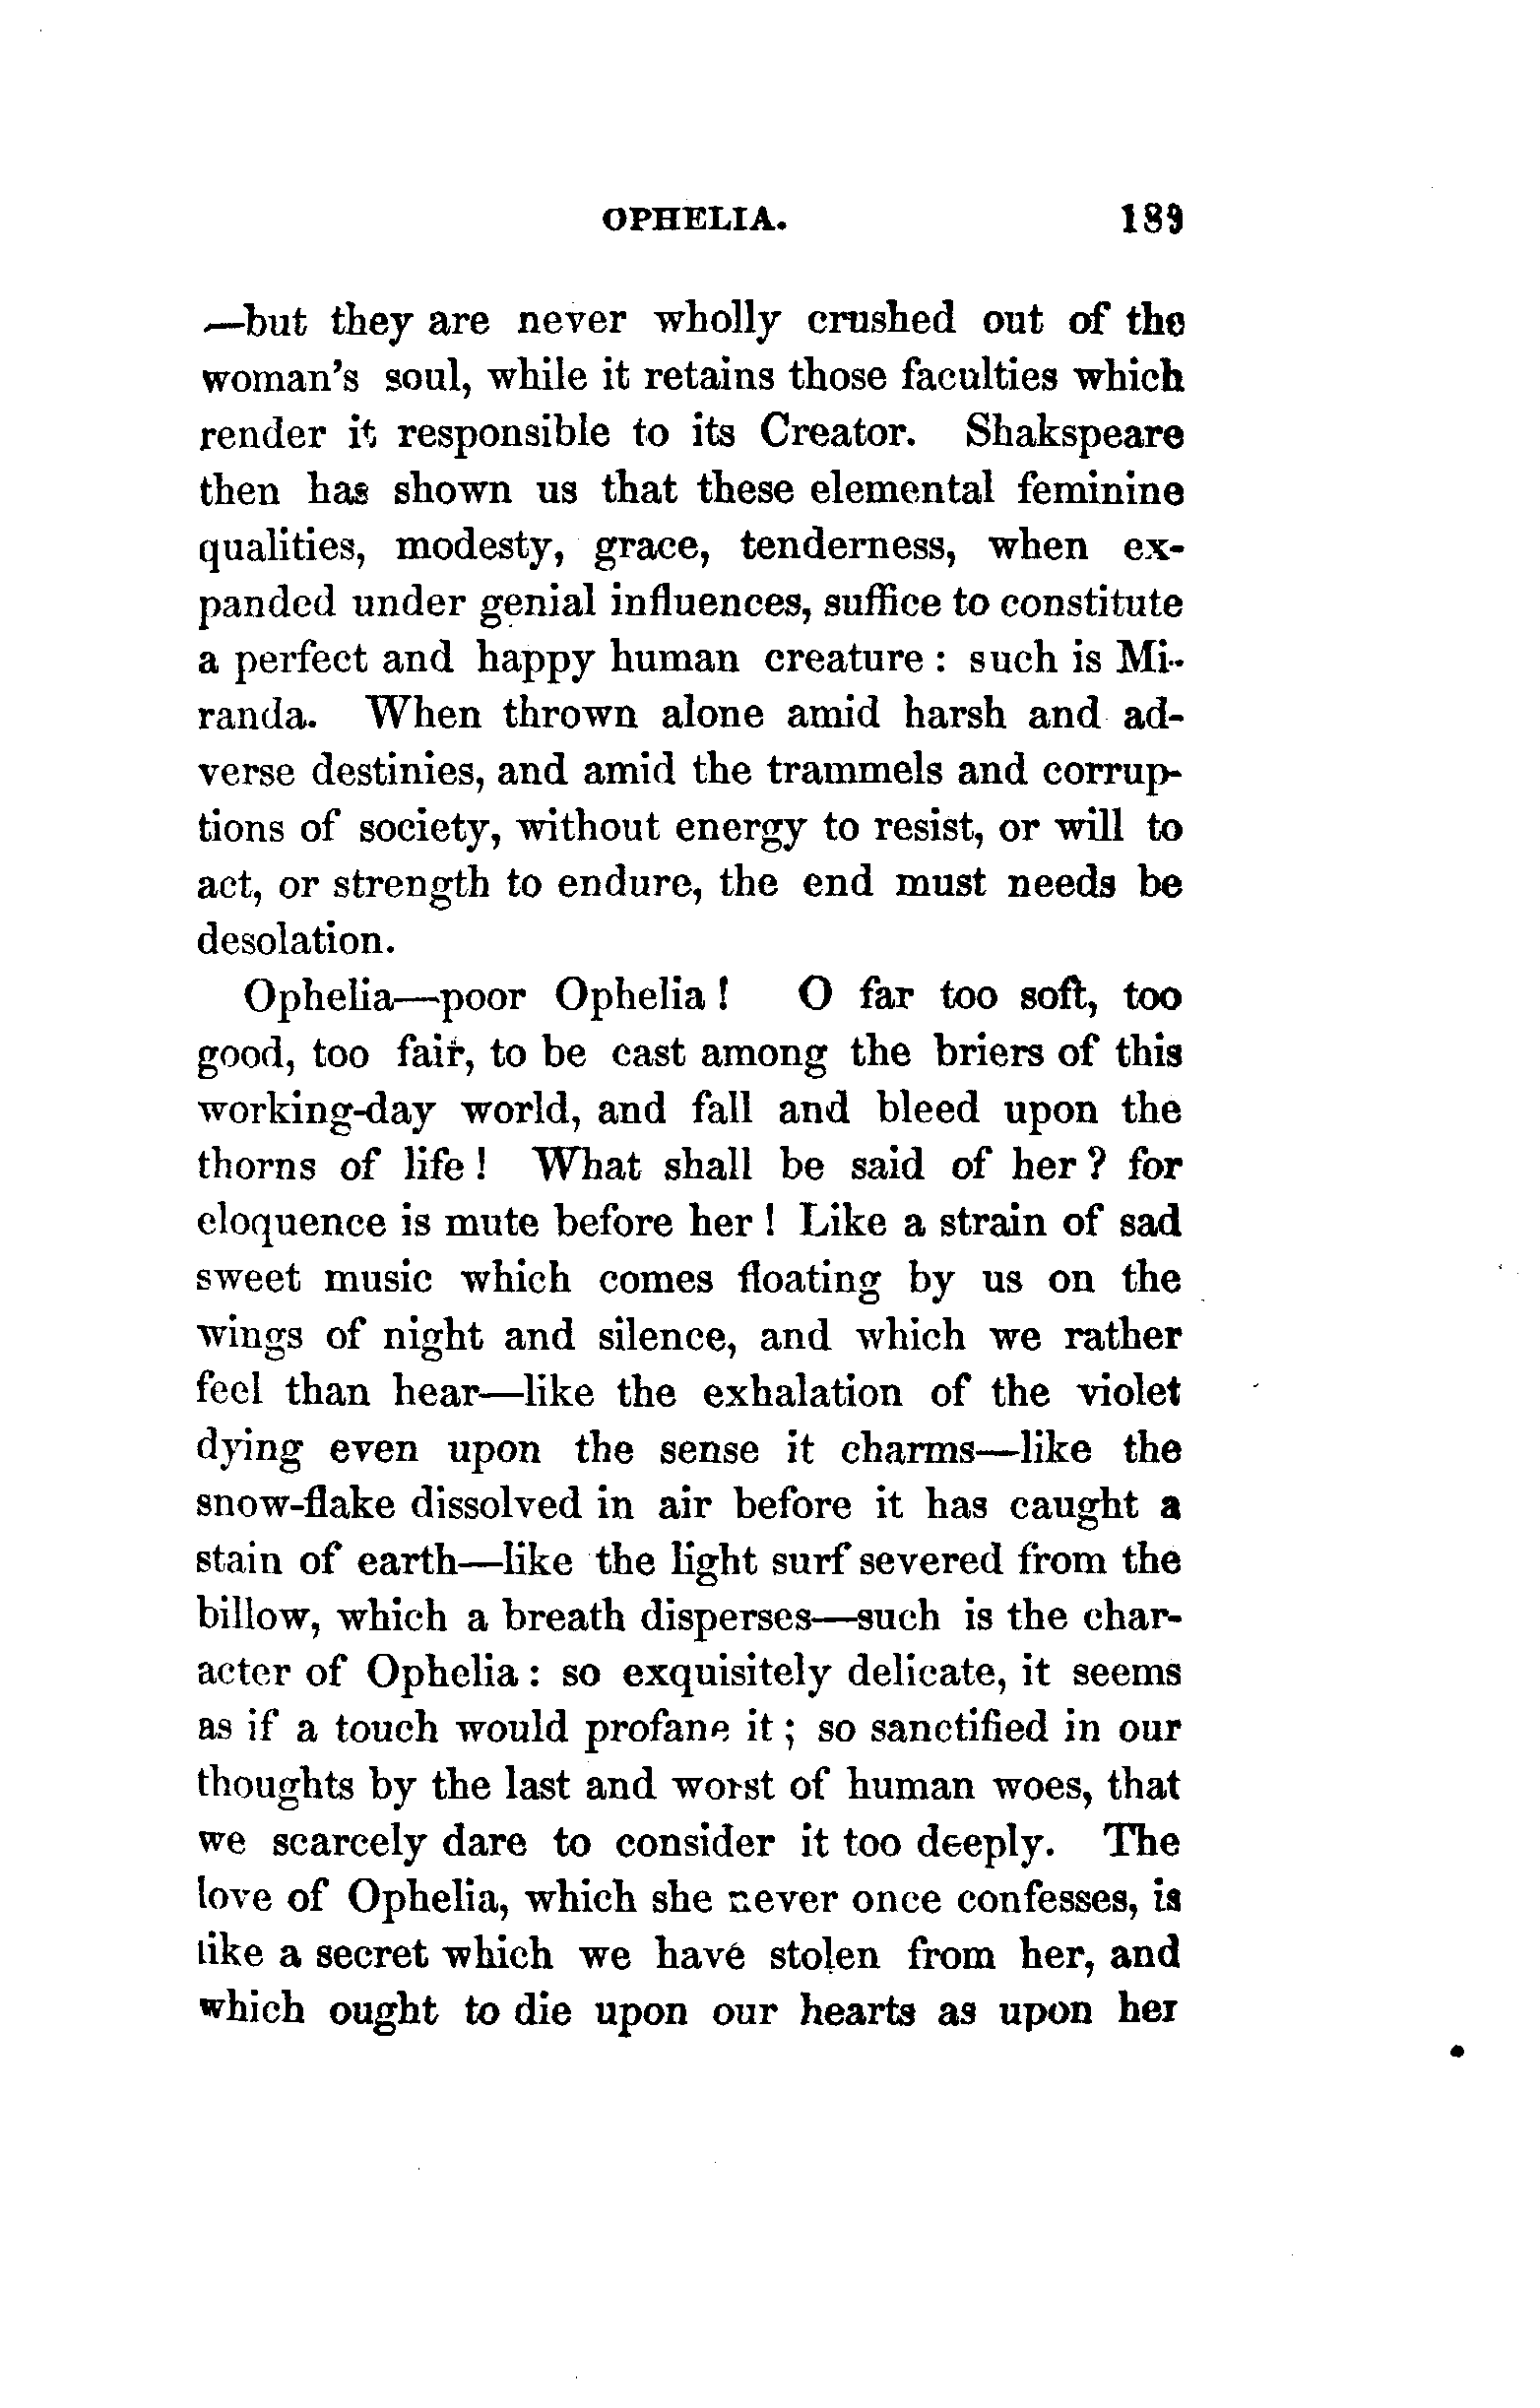 OPHELIA. 189
—but they are never wholly crushed out of the
woman's soul, while it retains those faculties which
render it responsible to its Creator. Shakspeare
then has shown us that these elemental feminine
qualities, modesty, grace, tenderness, when ex-
panded under genial influences, suffice to constitute
a perfect and happy human creature : such is Mi-
randa. When thrown alone amid harsh and ad-
verse destinies, and amid the trammels and corrup-
tions of society, without energy to resist, or will to
act, or strength to endure, the end must needs be
desolation.
Ophelia—poor Ophelia ! O far too soft, too
good, too fair, to be cast among the briers of this
working-day world, and fall and bleed upon the
thorns of life ! What shall be said of her ? for
eloquence is mute before her ! Like a strain of sad
sweet music which comes floating by us on the
wings of night and silence, and which we rather
feel than hear—like the exhalation of the violet
dying even upon the sense it charms—like the
snow-flake dissolved in air before it has caught a
stain of earth—like the light surf severed from the
billow, which a breath disperses—such is the char-
acter of Ophelia : so exquisitely delicate, it seems
as if a touch would profane it ; so sanctified in our
thoughts by the last and worst of human woes, that
we scarcely dare to consider it too deeply. The
love of Ophelia, which she never once confesses, is
like a secret which we have stolen from her, and
which ought to die upon our hearts as upon her